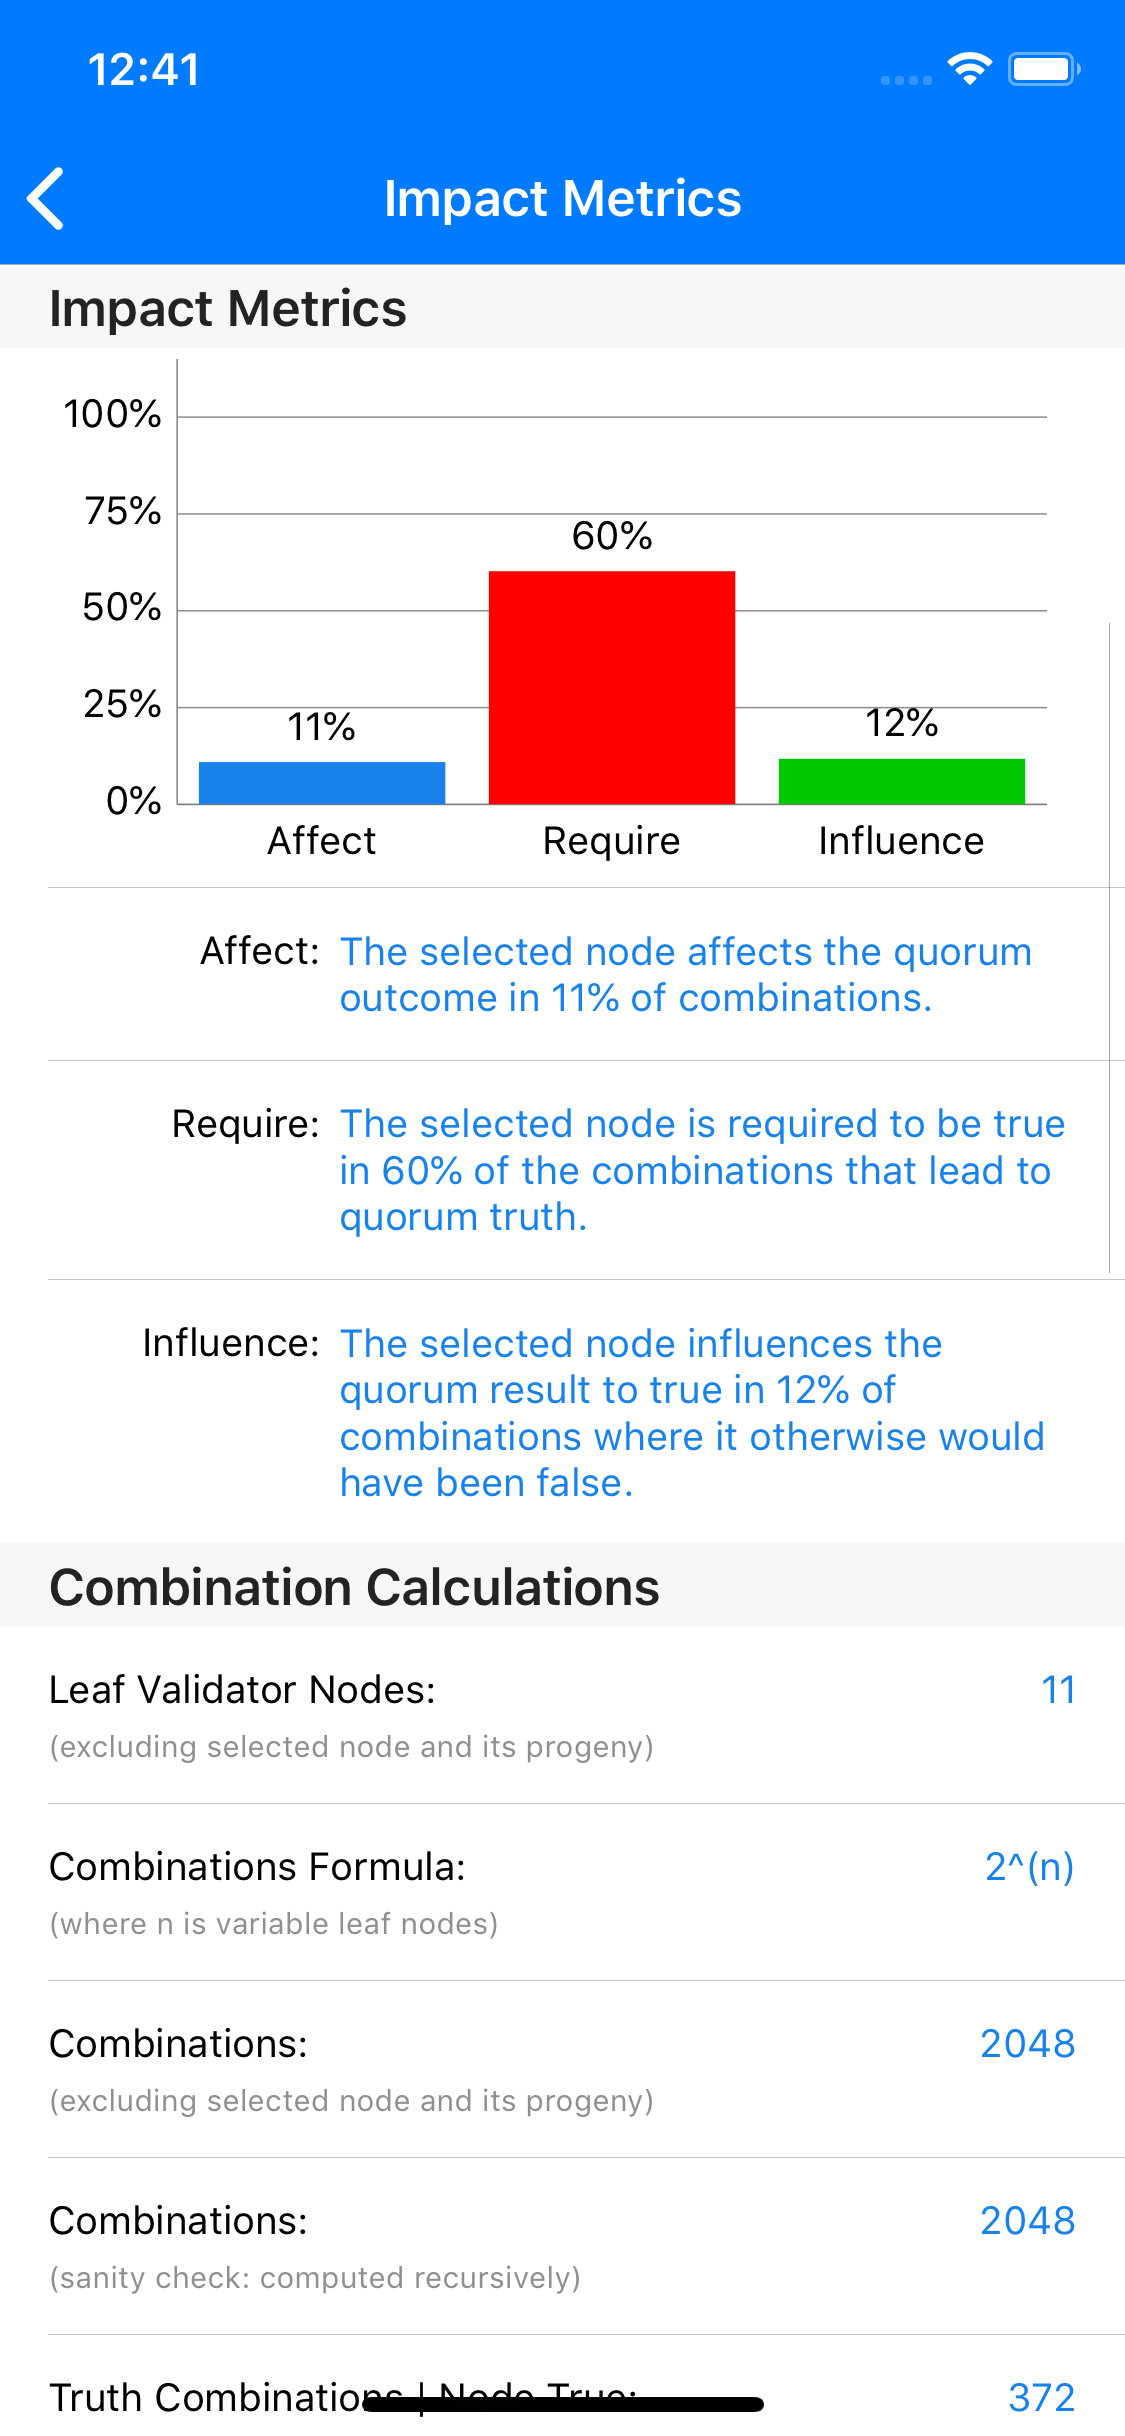 12:41
Impact Metrics
Impact Metrics
100%
75%
60%
50%
25%
11%
12%
0%
Affect Require Influence
Affect: The selected node affects the quorum
outcome in 11% of combinations.
Require: The selected node is required to be true
in 60% of the combinations that lead to
quorum truth.
Influence: The selected node influences the
quorum result to true in 12% of
combinations where it otherwise would
have been false.
Combination Calculations
Leaf Validator Nodes: 11
(excluding selected node and its progeny)
Combinations Formula: 2^(n)
(where n is variable leaf nodes)
Combinations: 2048
(excluding selected node and its progeny)
Combinations: 2048
(sanity check: computed recursively)
Truth Combinations | Node True: 372